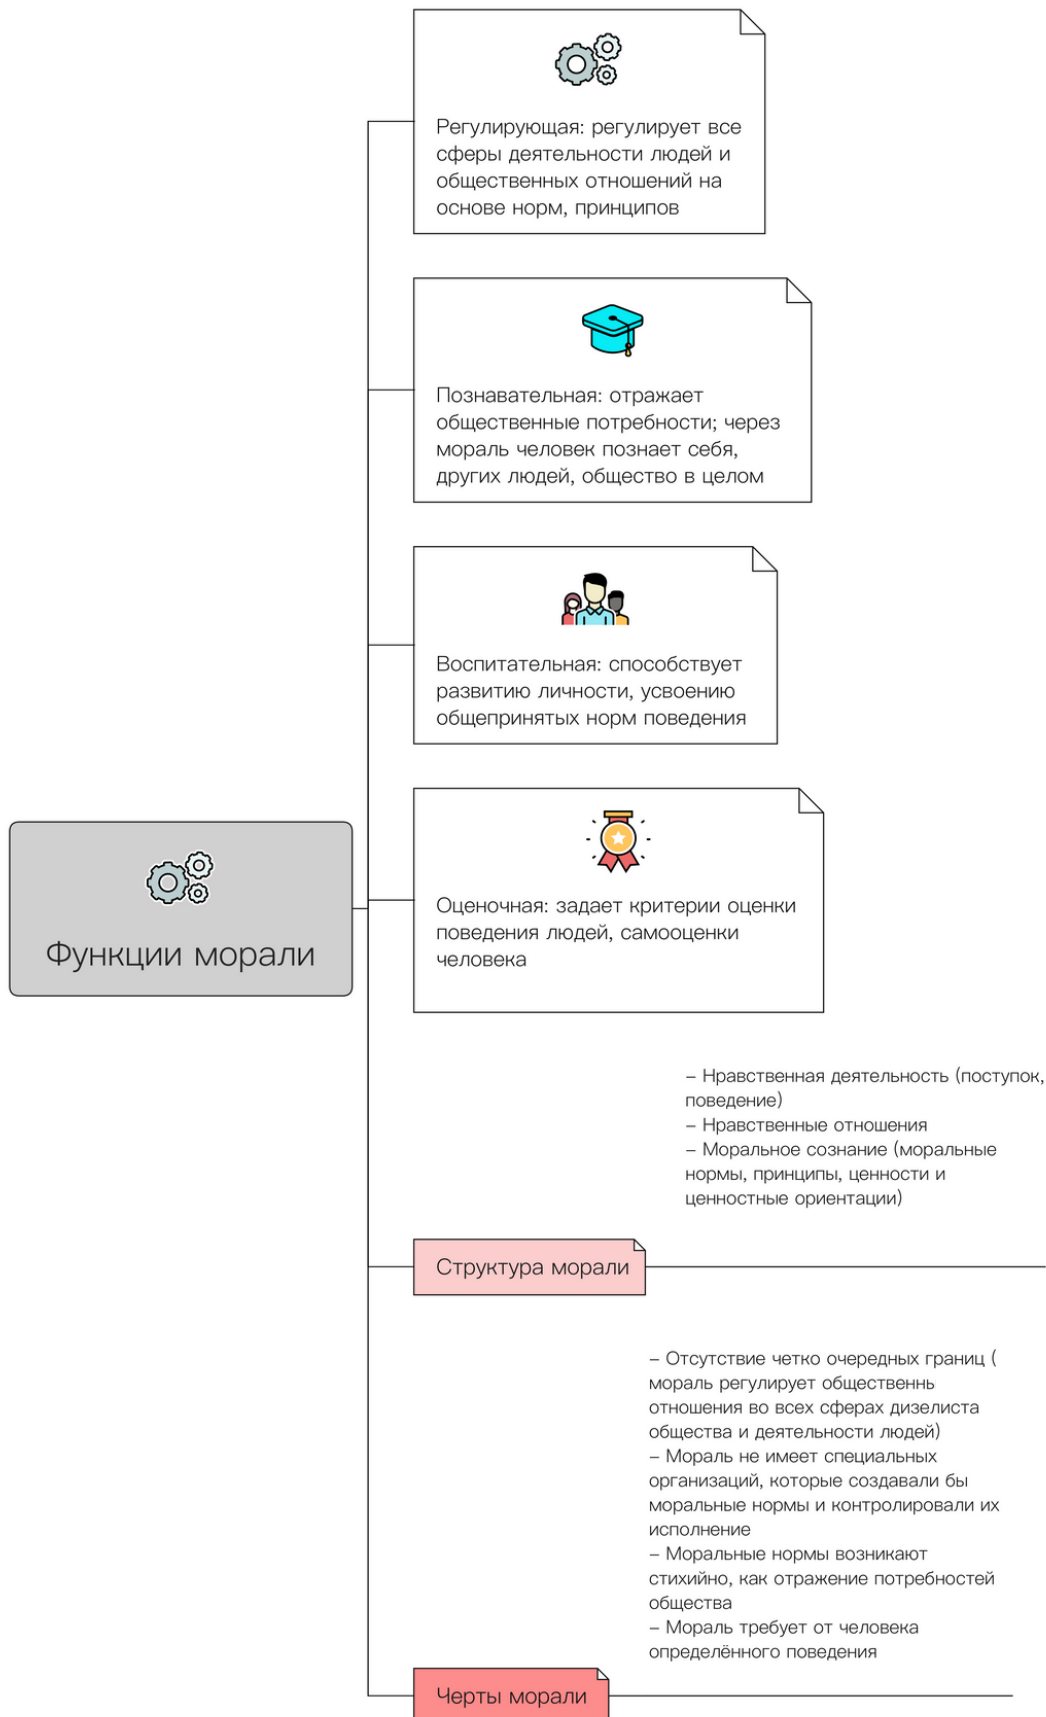 Регулирующая: регулирует все
сферы деятельности людей и
общественных отношений на
основе норм, принципов
Познавательная: отражает
общественные потребности; через
мораль человек познает себя,
других людей, общество в целом
Воспитательная: способствует
развитию личности, усвоению
общепринятых норм поведения
Функции морали
Оценочная: задает критерии оценки
поведения людей, самооценки
человека
– Нравственная деятельность (поступок,
поведение)
– Нравственные отношения
– Моральное сознание (моральные
нормы, принципы, ценности и
ценностные ориентации)
Структура морали
– Отсутствие четко очередных границ (
мораль регулирует общественнь
отношения во всех сферах дизелиста
общества и деятельности людей)
– Мораль не имеет специальных
организаций, которые создавали бы
моральные нормы и контролировали их
исполнение
– Моральные нормы возникают
стихийно, как отражение потребностей
общества
– Мораль требует от человека
определённого поведения
Черты морали